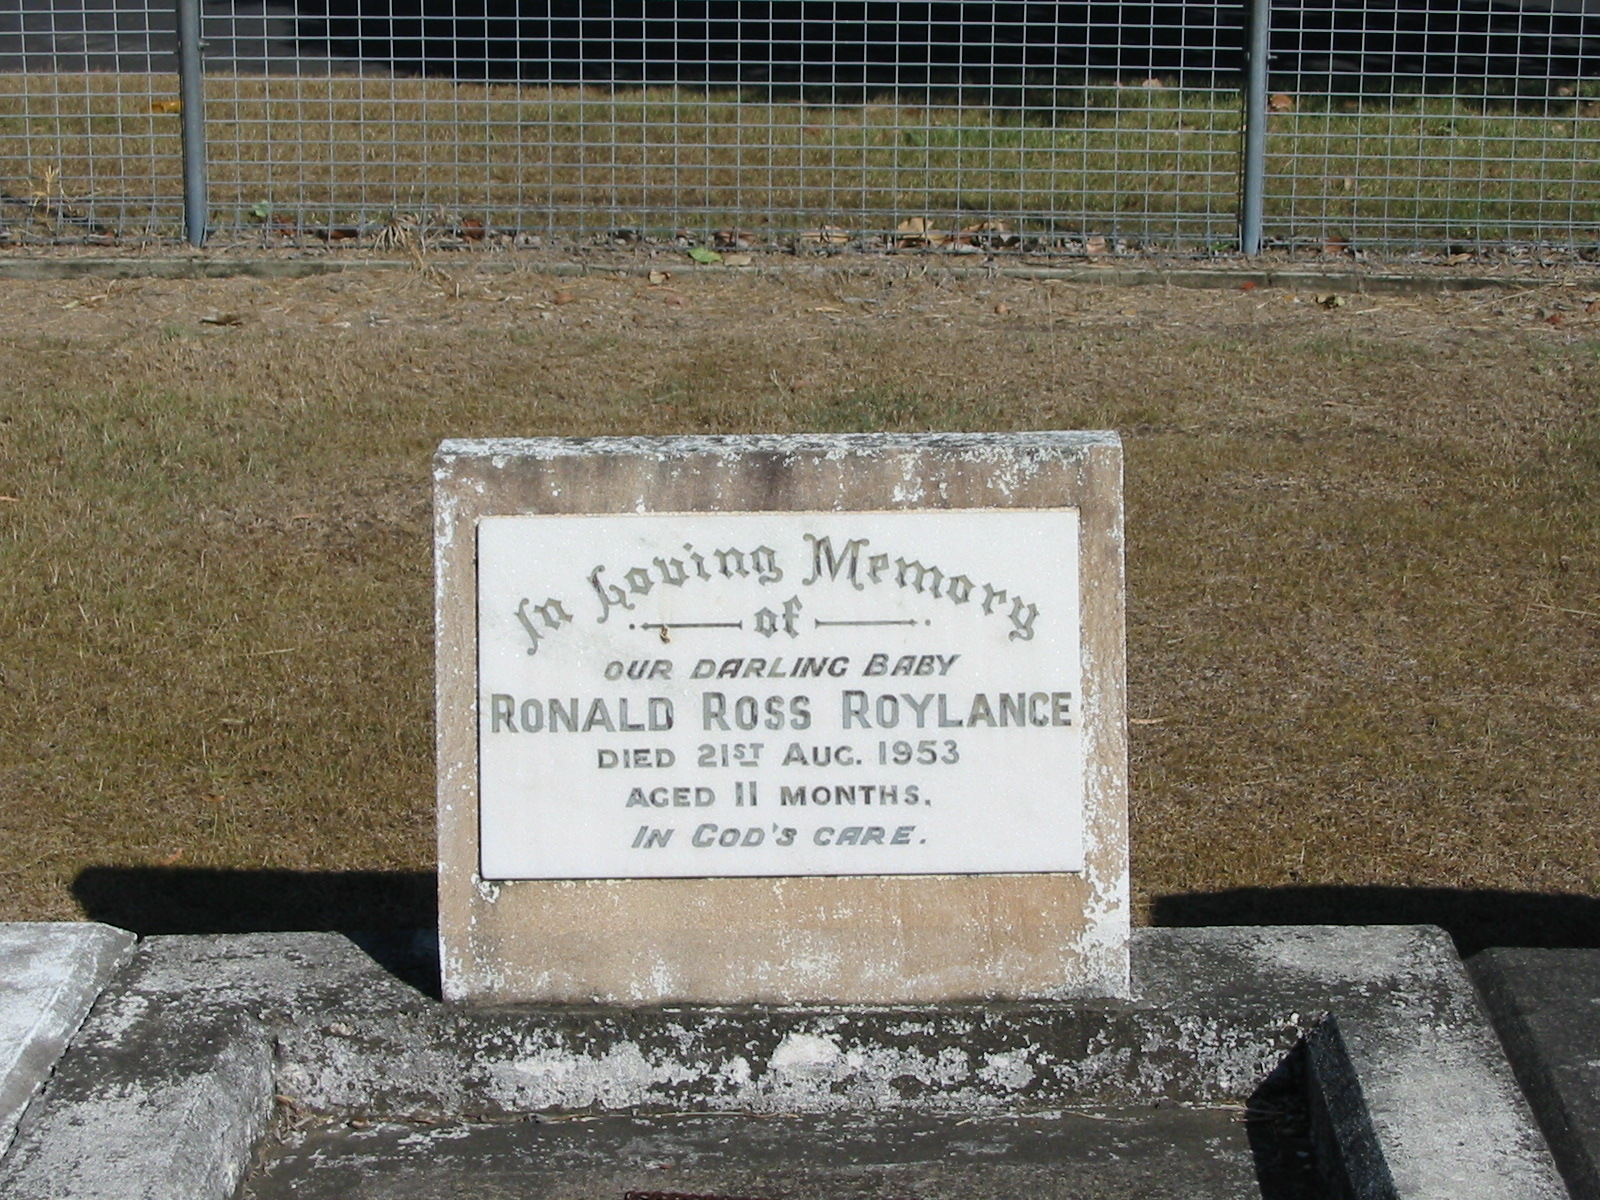 In Loving Memory
of
OUR DARLING BABY
RONALD ROSS ROYLANCE
DIED 21ST AUG. 1953
AGED 11 MONTHS.
IN GOD'S CARE.